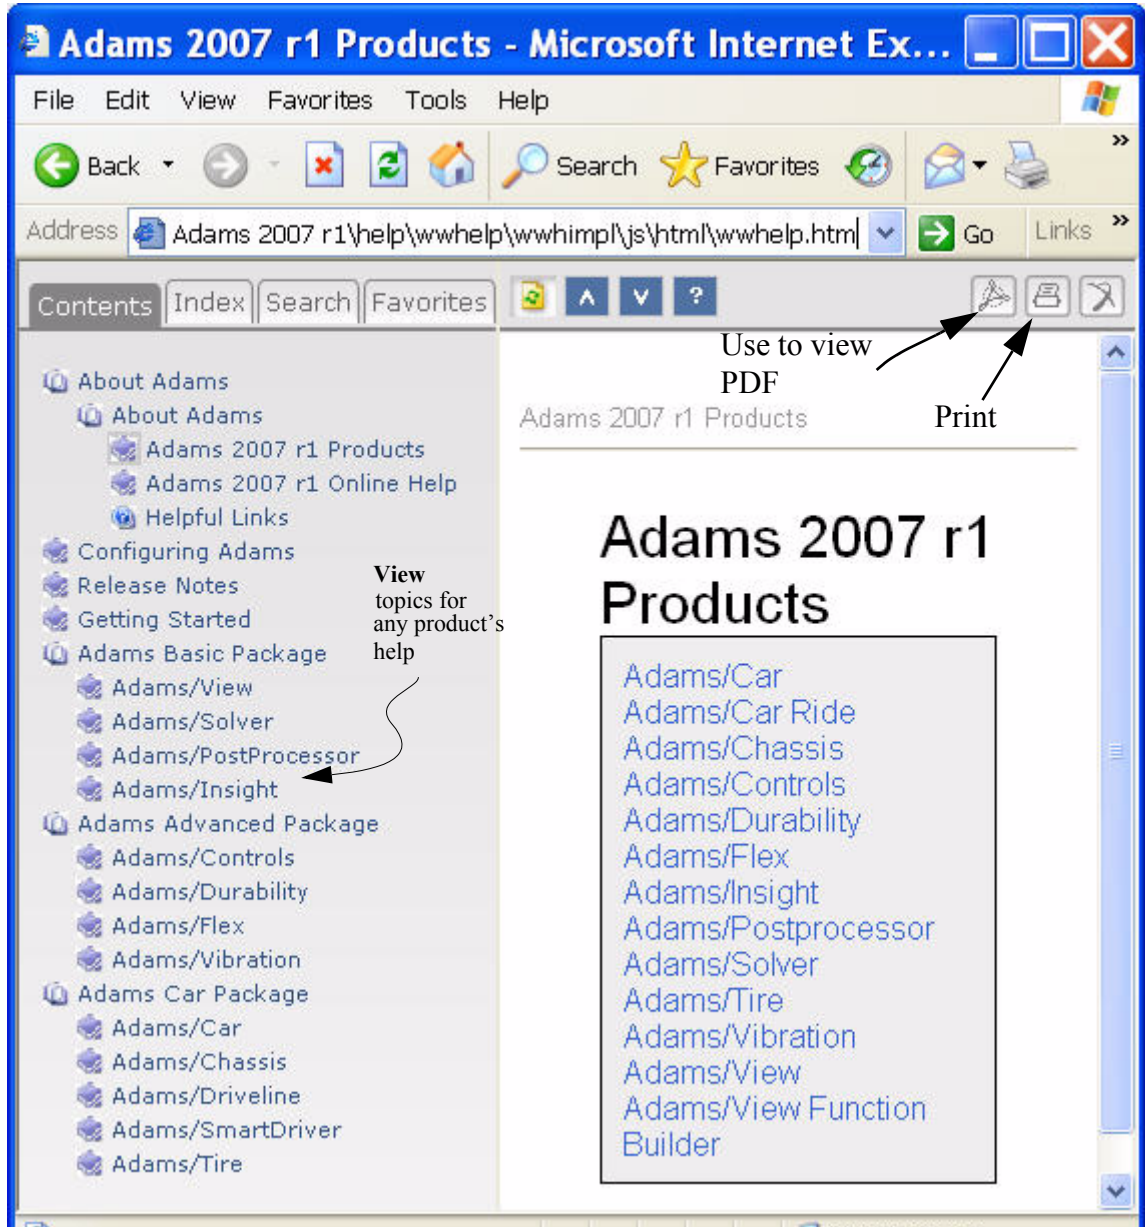 Adams 2007 r1 Products - Microsoft Internet Ex...
File Edit View Favorites Tools Help
Back Search Favorites »
Address Adams 2007 r1\help\wwhelp\wwhimpl\js\html\wwhelp.htm Go Links »
Contents Index Search Favorites ?
About Adams
About Adams
Adams 2007 r1 Products
Adams 2007 r1 Online Help
Helpful Links
Configuring Adams
Release Notes
Getting Started
Adams Basic Package
Adams/View
Adams/Solver
Adams/PostProcessor
Adams/Insight
Adams Advanced Package
Adams/Controls
Adams/Durability
Adams/Flex
Adams/Vibration
Adams Car Package
Adams/Car
Adams/Chassis
Adams/Driveline
Adams/SmartDriver
Adams/Tire
View
topics for
any product's
help
Use to view
PDF
Print
Adams 2007 r1 Products
Adams 2007 r1
Products
Adams/Car
Adams/Car Ride
Adams/Chassis
Adams/Controls
Adams/Durability
Adams/Flex
Adams/Insight
Adams/Postprocessor
Adams/Solver
Adams/Tire
Adams/Vibration
Adams/View
Adams/View Function
Builder